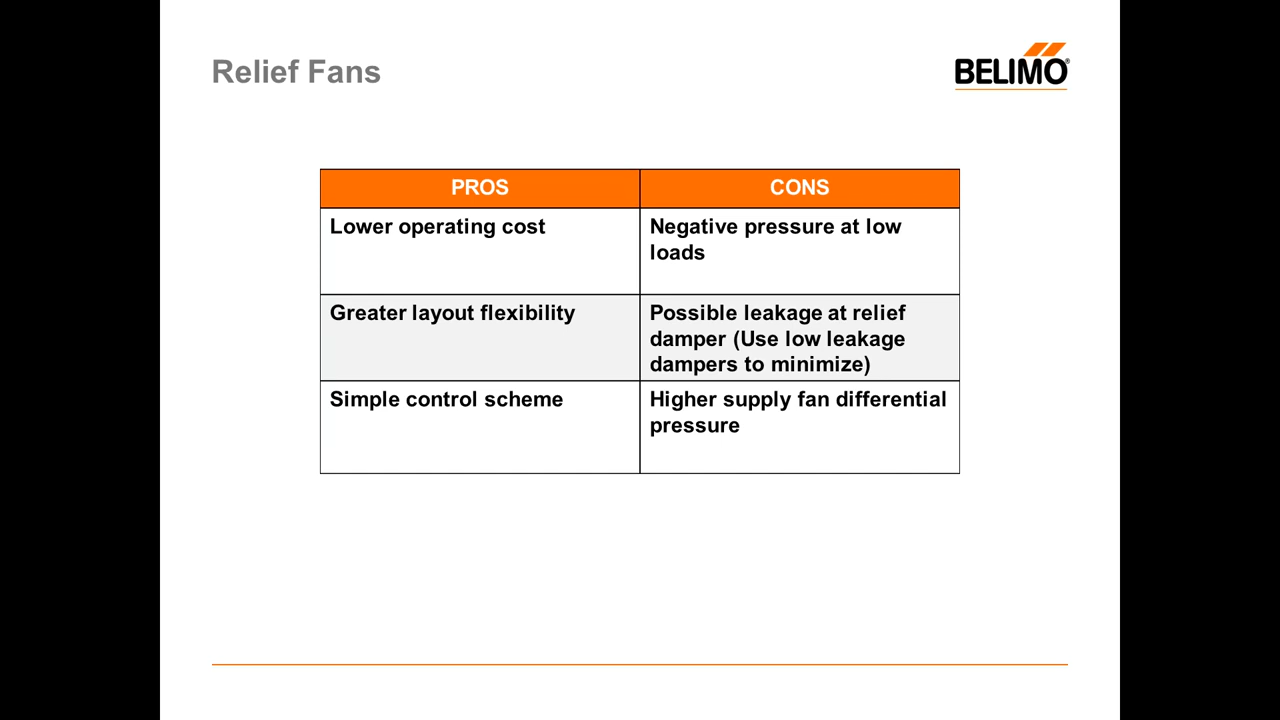 Relief Fans
BELIMO®
PROS
CONS
Lower operating cost
Negative pressure at low
loads
Greater layout flexibility
Possible leakage at relief
damper (Use low leakage
dampers to minimize)
Simple control scheme
Higher supply fan differential
pressure